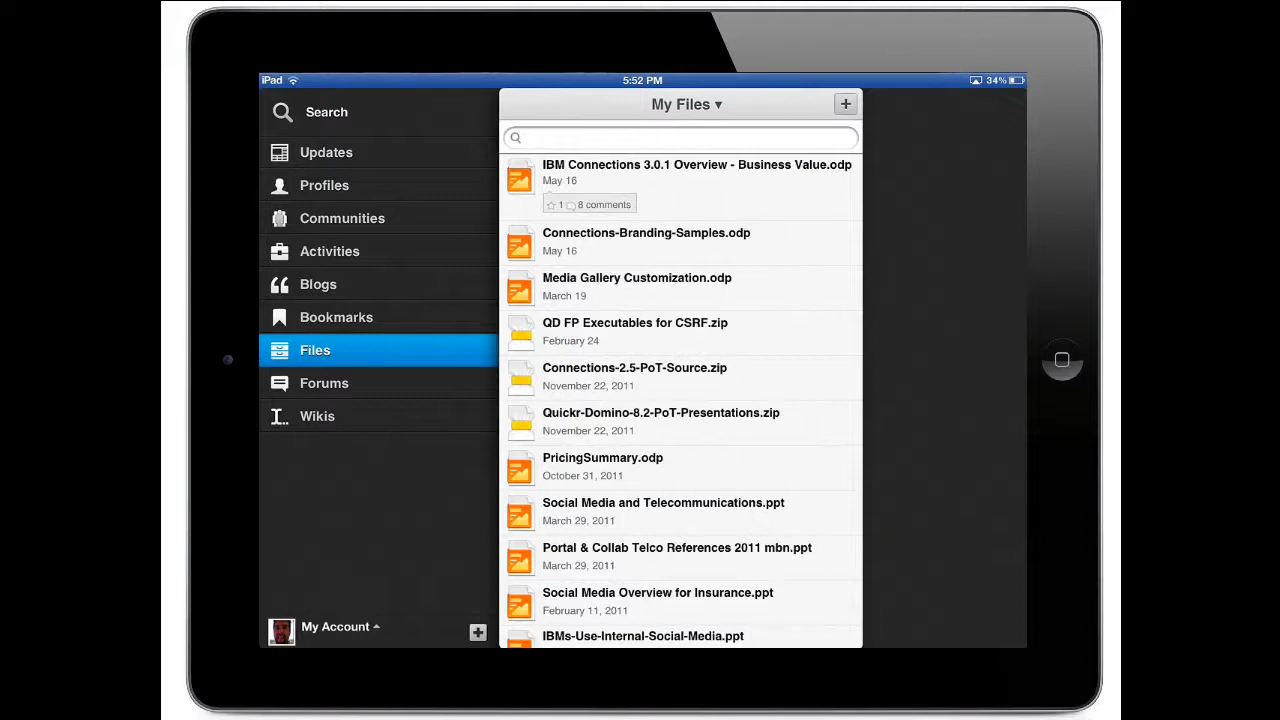 iPad
5:52 PM
34%
Search
Updates
Profiles
Communities
Activities
Blogs
Bookmarks
Files
Forums
Wikis
My Account
My Files ▾
+
IBM Connections 3.0.1 Overview - Business Value.odp
May 16
1 8 comments
Connections-Branding-Samples.odp
May 16
Media Gallery Customization.odp
March 19
QD FP Executables for CSRF.zip
February 24
Connections-2.5-PoT-Source.zip
November 22, 2011
Quickr-Domino-8.2-PoT-Presentations.zip
November 22, 2011
PricingSummary.odp
October 31, 2011
Social Media and Telecommunications.ppt
March 29, 2011
Portal & Collab Telco References 2011 mbn.ppt
March 29, 2011
Social Media Overview for Insurance.ppt
February 11, 2011
IBMs-Use-Internal-Social-Media.ppt